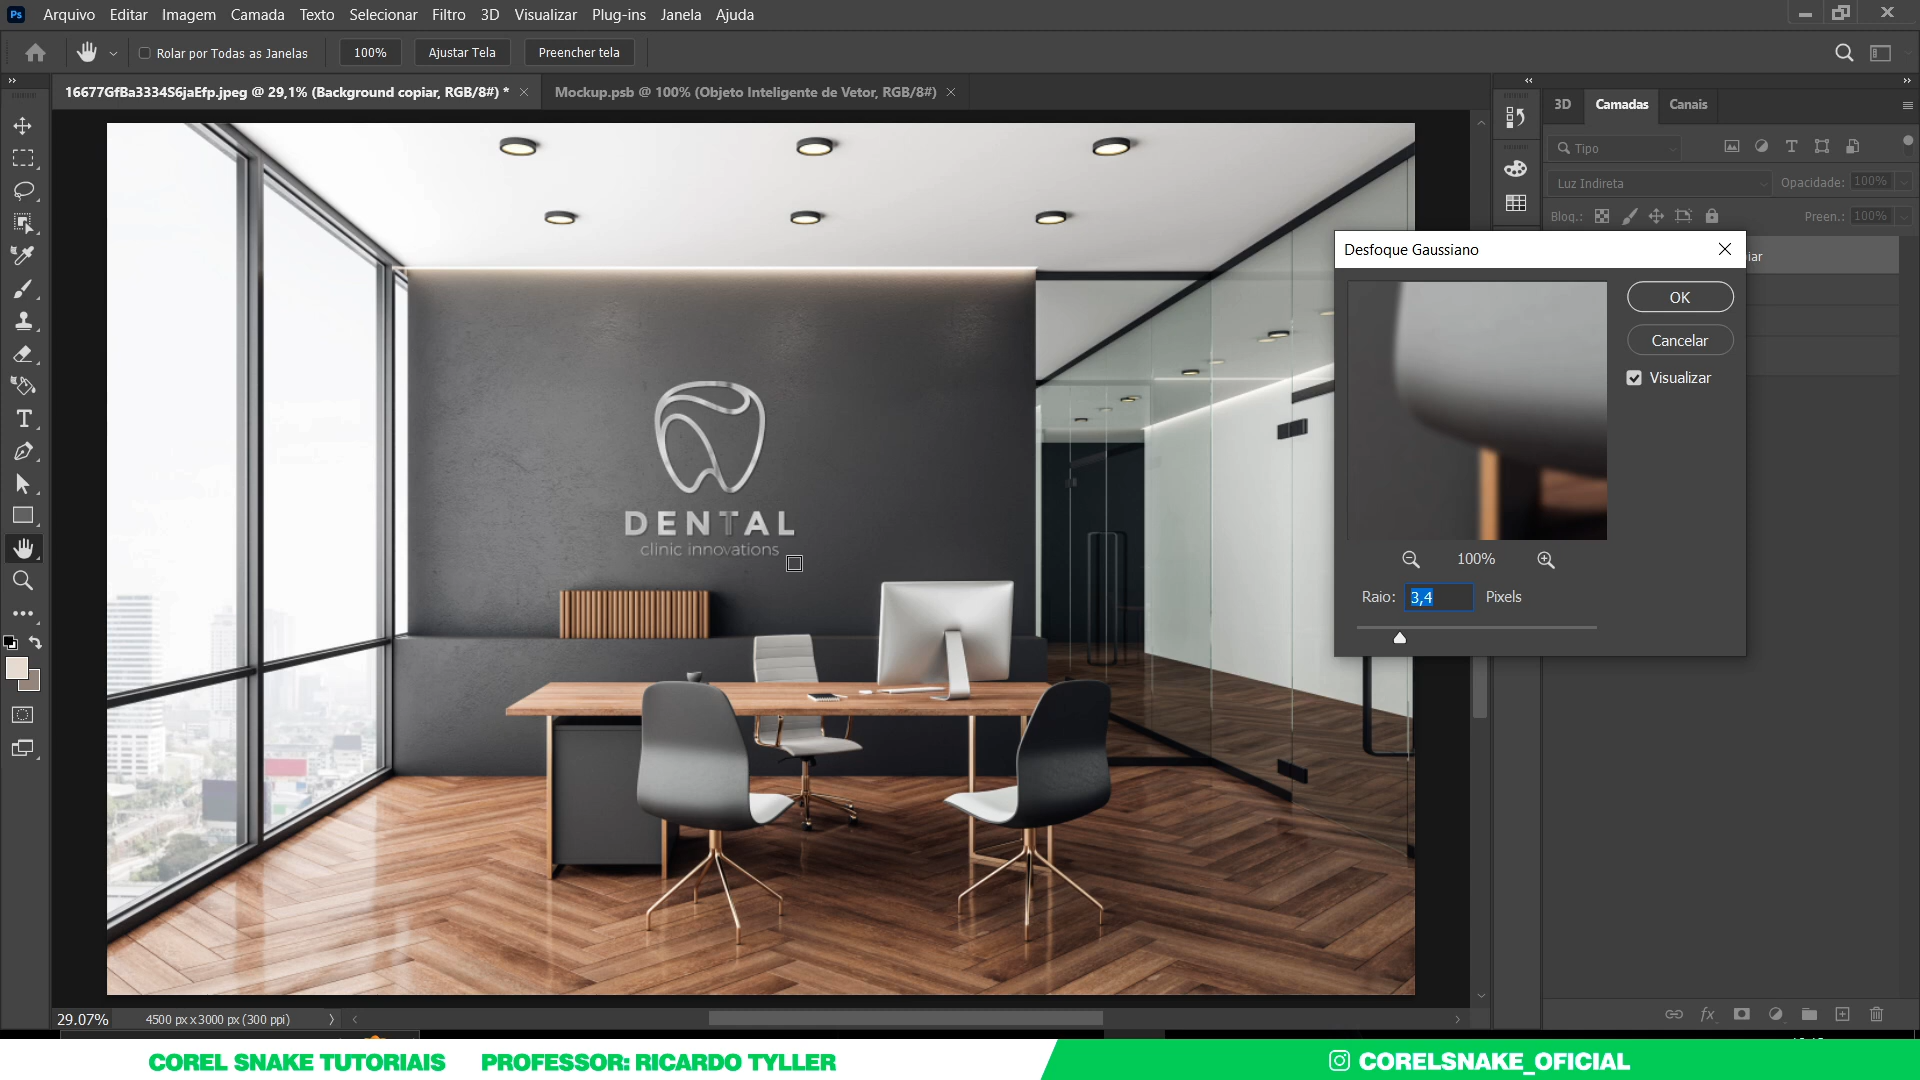 Ps Arquivo Editar Imagem Camada Texto Selecionar Filtro 3D Visualizar Plug-ins Janela Ajuda
Rolar por Todas as Janelas 100% Ajustar Tela Preencher tela
16677GfBa3334S6jaEfp.jpeg @ 29,1% (Background copiar, RGB/8#) * Mockup.psb @ 100% (Objeto Inteligente de Vetor, RGB/8#)
3D Camadas Canais
Tipo
Luz Indireta Opacidade: 100%
Bloq.: Preen.: 100%
Desfoque Gaussiano
iar
OK
Cancelar
Visualizar
100%
Raio: 3,4 Pixels
DENTAL
clinic innovations
29.07% 4500 px x 3000 px (300 ppi)
fx
COREL SNAKE TUTORIAIS PROFESSOR: RICARDO TYLLER CORELSNAKE_OFICIAL